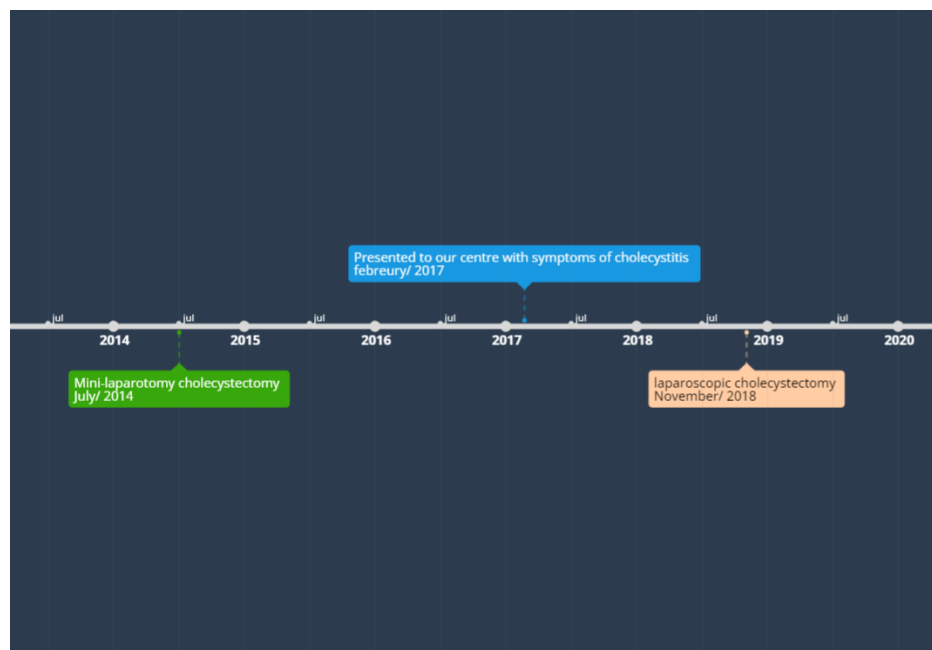 Presented to our centre with symptoms of cholecystitis
febreury/ 2017
jul jul jul jul jul jul jul
2014 2015 2016 2017 2018 2019 2020
Mini-laparotomy cholecystectomy
July/ 2014
laparoscopic cholecystectomy
November/ 2018